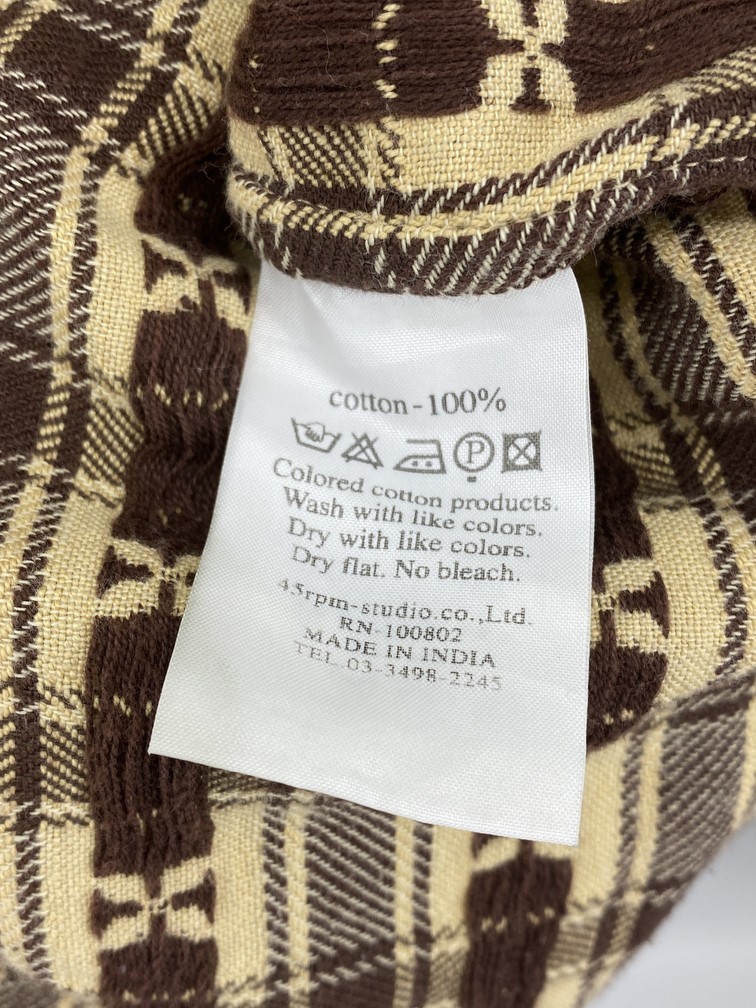 cotton-100%
P
Colored cotton products.
Wash with like colors.
Dry with like colors.
Dry flat. No bleach.
45rpm-studio.co.,Ltd.
RN-100802
MADE IN INDIA
TEL.03-3498-2245